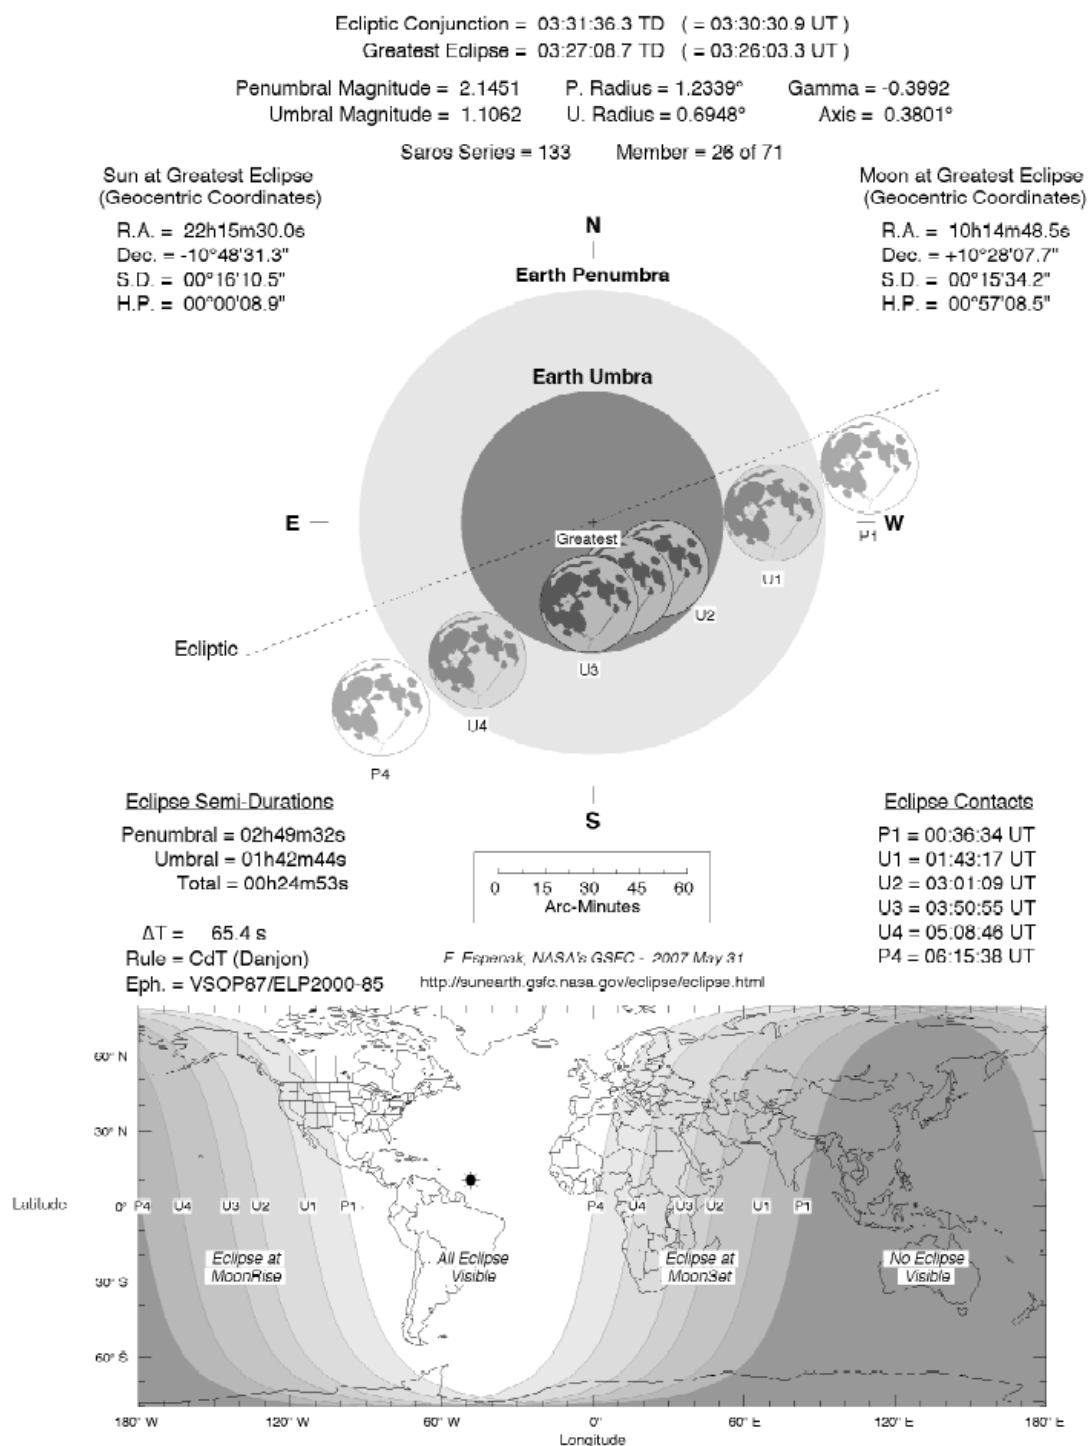 Ecliptic Conjunction = 03:31:36.3 TD ( = 03:30:30.9 UT )
Greatest Eclipse = 03:27:08.7 TD ( = 03:26:03.3 UT )
Penumbral Magnitude = 2.1451 P. Radius = 1.2339° Gamma = -0.3992
Umbral Magnitude = 1.1062 U. Radius = 0.6948° Axis = 0.3801°
Saros Series = 133 Member = 26 of 71
Sun at Greatest Eclipse
(Geocentric Coordinates)
R.A. = 22h15m30.0s
Dec. = -10°48'31.3"
S.D. = 00°16'10.5"
H.P. = 00°00'08.9"
Moon at Greatest Eclipse
(Geocentric Coordinates)
R.A. = 10h14m48.5s
Dec. = +10°28'07.7"
S.D. = 00°15'34.2"
H.P. = 00°57'08.5"
N
Earth Penumbra
Earth Umbra
E
Greatest
W
P1
U1
U2
Ecliptic
U3
U4
P4
S
Eclipse Semi-Durations
Penumbral = 02h49m32s
Umbral = 01h42m44s
Total = 00h24m53s
Eclipse Contacts
P1 = 00:36:34 UT
U1 = 01:43:17 UT
U2 = 03:01:09 UT
U3 = 03:50:55 UT
U4 = 05:08:46 UT
P4 = 06:15:38 UT
0 15 30 45 60
Arc-Minutes
ΔT = 65.4 s
Rule = CdT (Danjon)
Eph. = VSOP87/ELP2000-85
F. Espenak, NASA's GSFC - 2007 May 31
http://sunearth.gsfc.nasa.gov/eclipse/eclipse.html
60° N
30° N
Latitude
0°
P4 U4 U3 U2 U1 P1 P4 U4 U3 U2 U1 P1
Eclipse at
MoonRise
All Eclipse
Visible
Eclipse at
MoonSet
No Eclipse
Visible
30° S
60° S
180° W 120° W 60° W 0° 60° E 120° E 180° E
Longitude